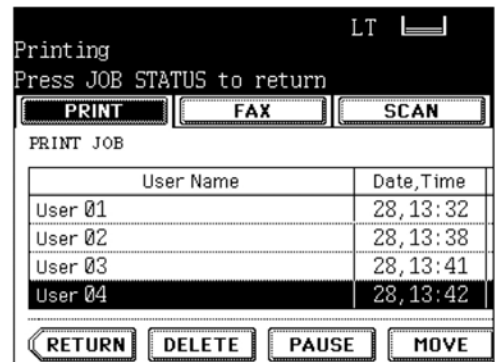 LT
Printing
Press JOB STATUS to return
PRINT FAX SCAN
PRINT JOB
User Name Date,Time
User 01 28,13:32
User 02 28,13:38
User 03 28,13:41
User 04 28,13:42
RETURN DELETE PAUSE MOVE